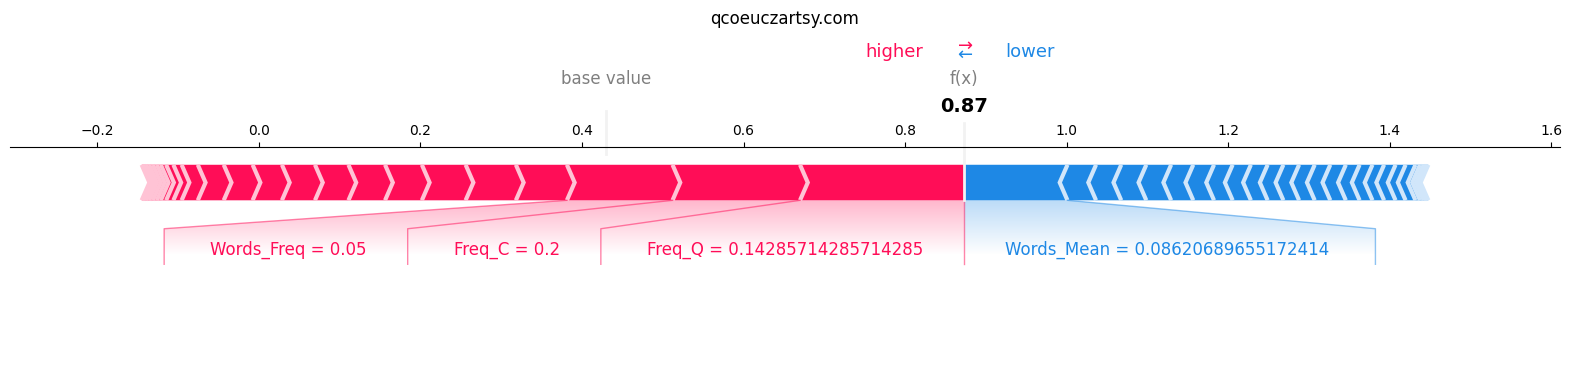 qcoeuczartsy.com
higher → ← lower
base value f(x)
0.87
−0.2 0.0 0.2 0.4 0.6 0.8 1.0 1.2 1.4 1.6
Words_Freq = 0.05 Freq_C = 0.2 Freq_Q = 0.14285714285714285 Words_Mean = 0.08620689655172414